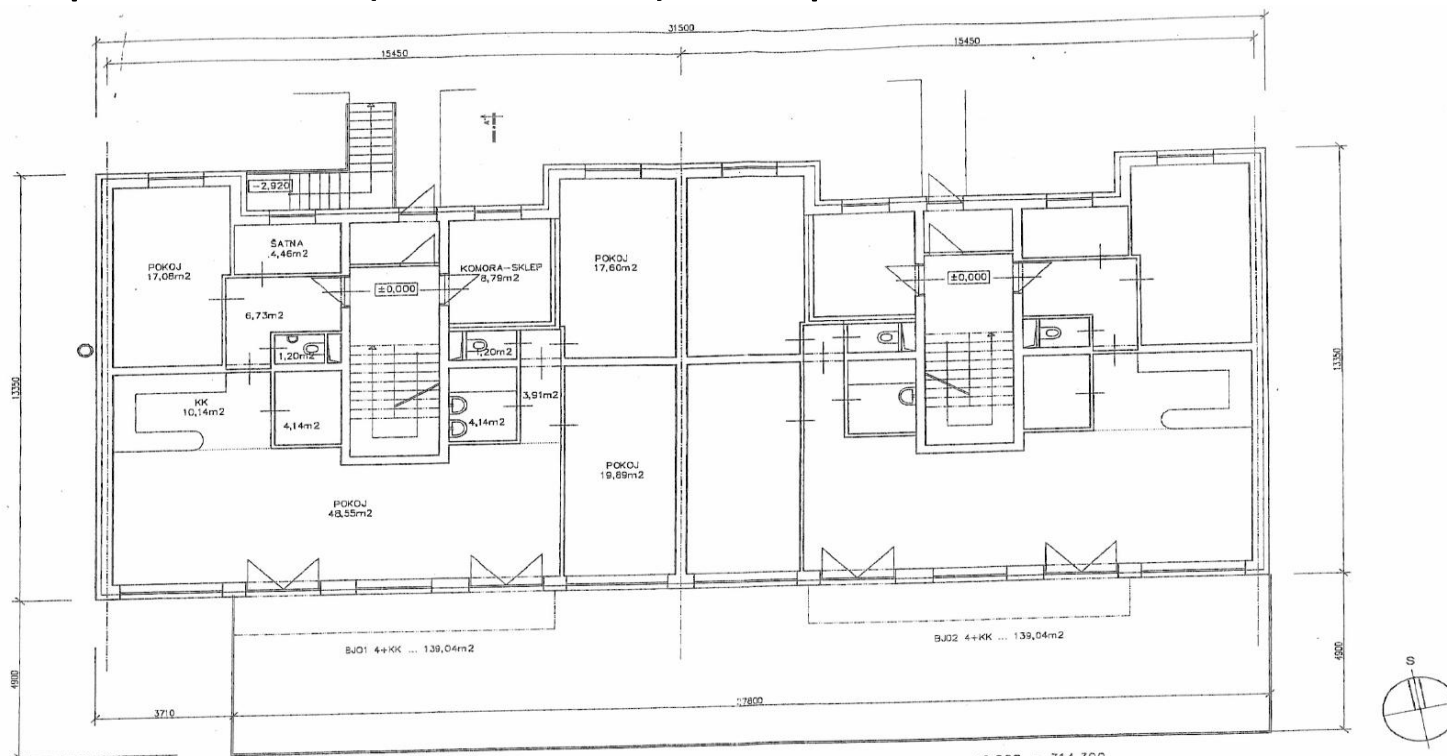 31500
15450
15450
-2,920
ŠATNA
4,46m2
POKOJ
17,08m2
KOMORA-SKLEP
8,79m2
POKOJ
17,60m2
±0,000
±0,000
6,73m2
1,20m2
1,20m2
KK
10,14m2
4,14m2
4,14m2
3,91m2
POKOJ
19,89m2
POKOJ
48,55m2
13350
13350
BJ01 4+KK ... 139,04m2
BJ02 4+KK ... 139,04m2
4900
4900
3710
27800
S
314,300